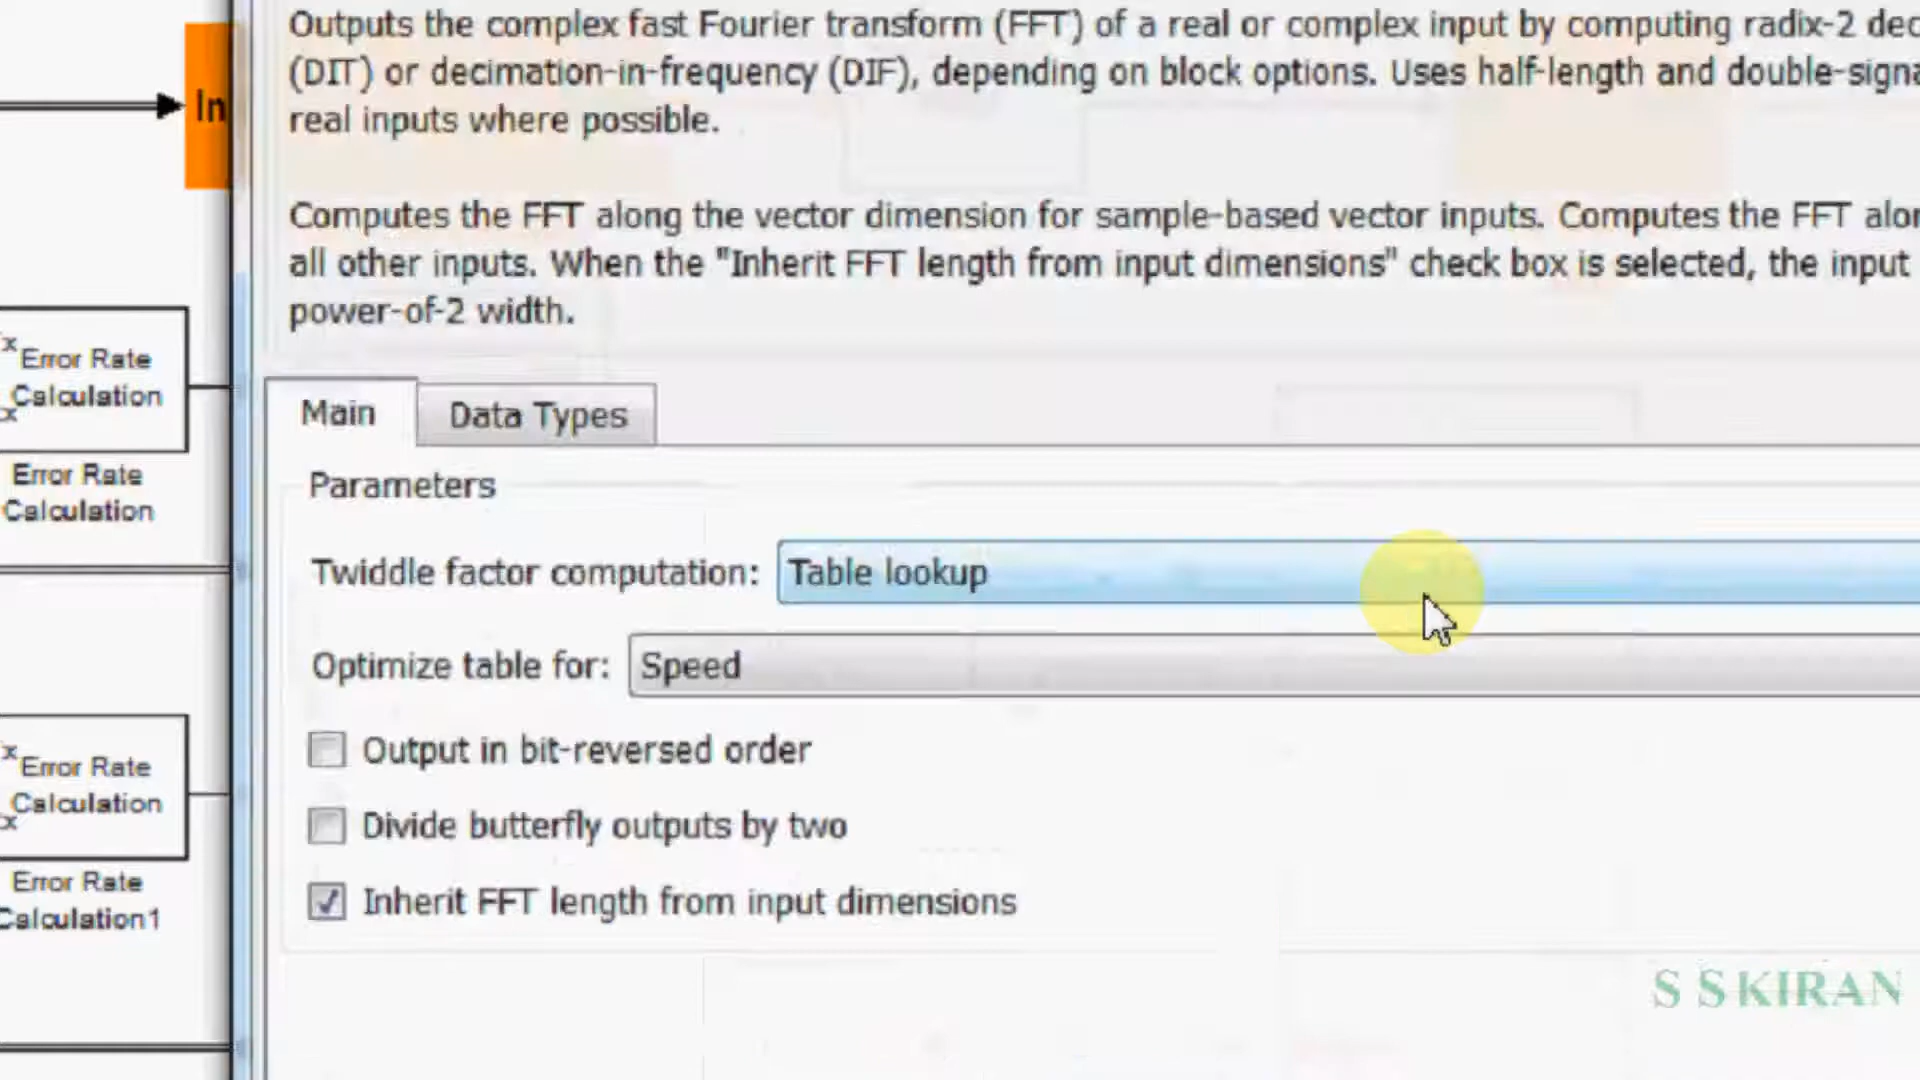 Outputs the complex fast Fourier transform (FFT) of a real or complex input by computing radix-2
(DIT) or decimation-in-frequency (DIF), depending on block options. Uses half-length and
real inputs where possible.
Computes the FFT along the vector dimension for sample-based vector inputs. Computes the FFT
all other inputs. When the "Inherit FFT length from input dimensions" check box is selected, the input
power-of-2 width.
In
Error Rate
Calculation
Error Rate
Calculation
Main
Data Types
Parameters
Twiddle factor computation: Table lookup
Optimize table for: Speed
Output in bit-reversed order
Divide butterfly outputs by two
Inherit FFT length from input dimensions
x
Error Rate
x
Calculation
Error Rate
Calculation1
S S KIRAN